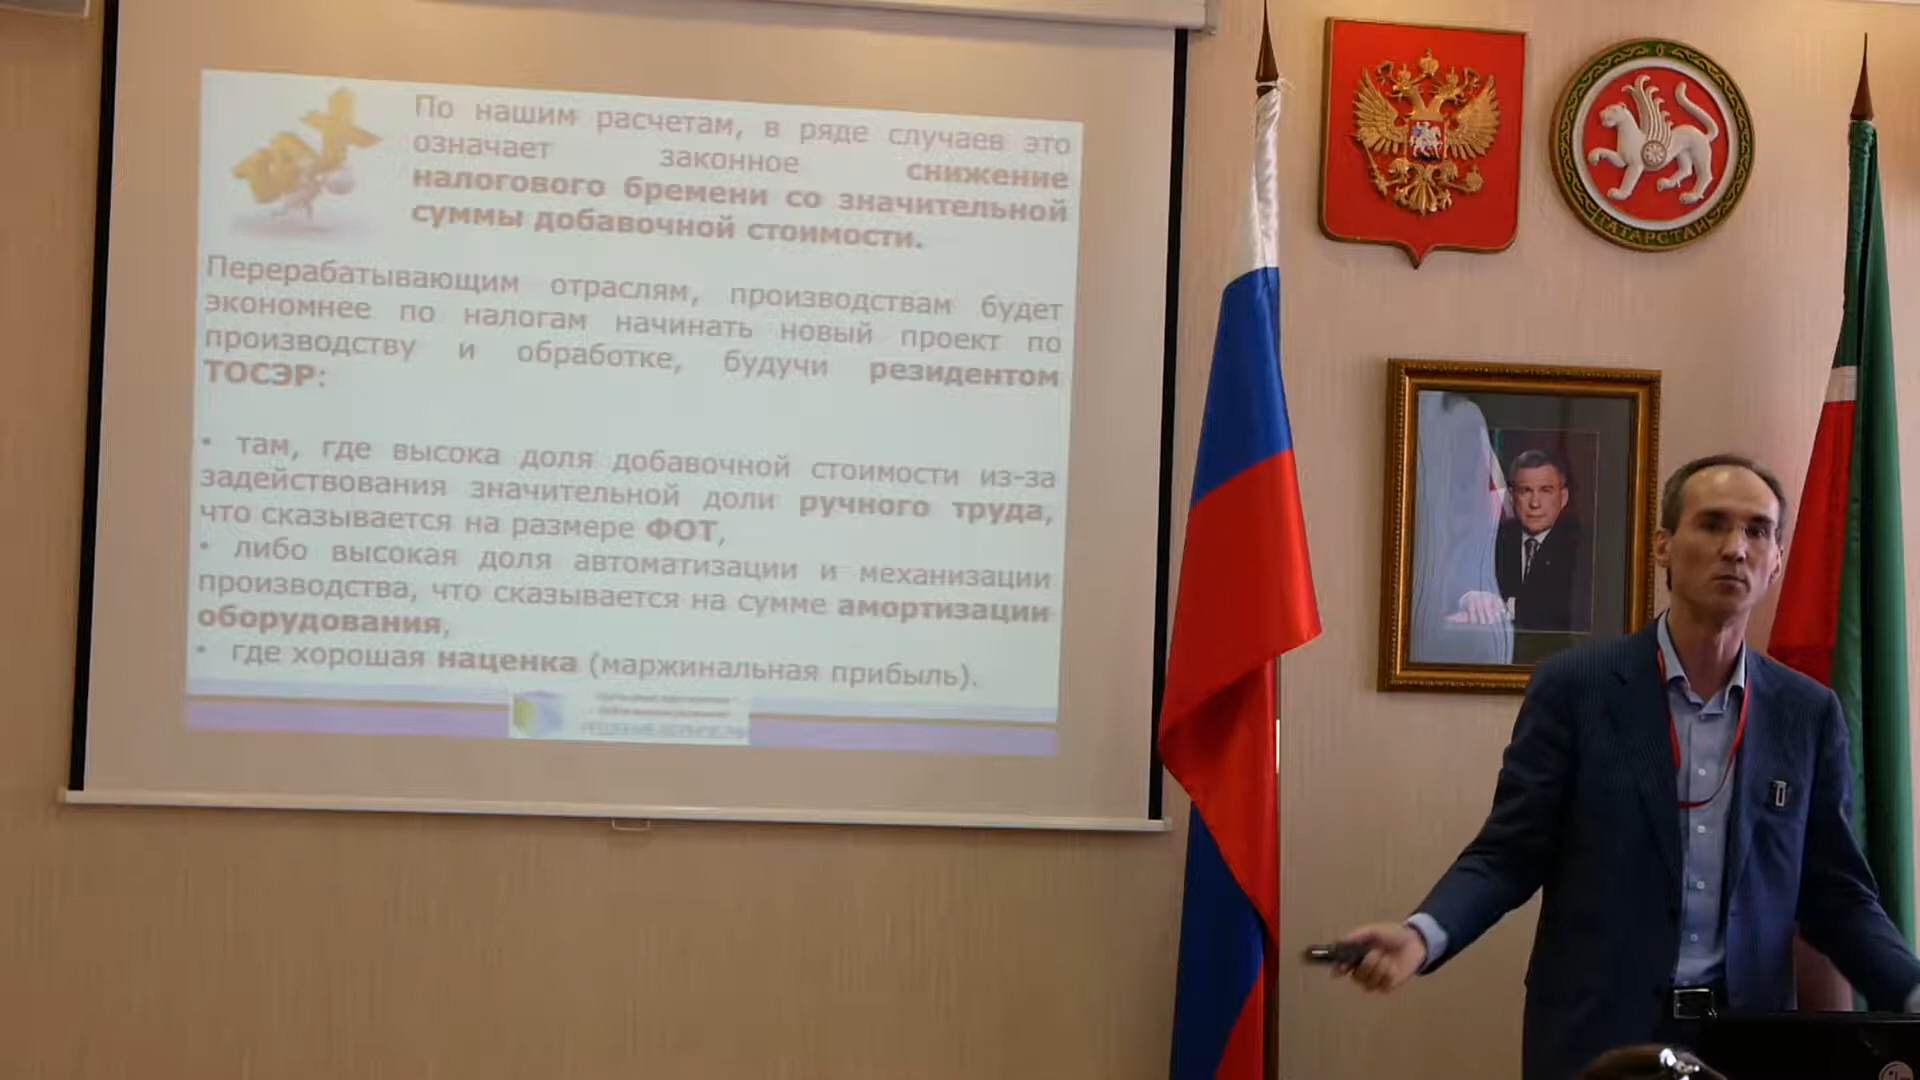 TAX
По нашим расчетам, в ряде случаев это
означает законное снижение
налогового бремени со значительной
суммы добавочной стоимости.
Перерабатывающим отраслям, производствам будет
экономнее по налогам начинать новый проект по
производству и обработке, будучи резидентом
ТОСЭР:
• там, где высока доля добавочной стоимости из-за
задействования значительной доли ручного труда,
что сказывается на размере ФОТ,
• либо высокая доля автоматизации и механизации
производства, что сказывается на сумме амортизации
оборудования,
• где хорошая наценка (маржинальная прибыль).
ТАТАРСТАН